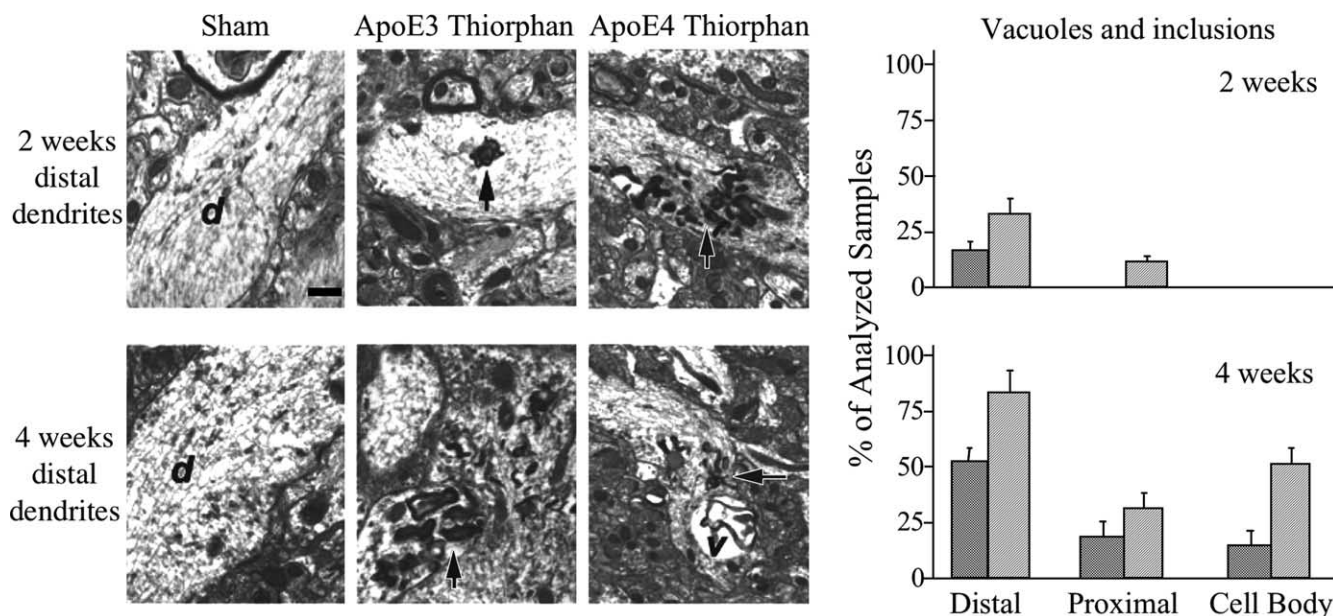 Sham
ApoE3 Thiorphan
ApoE4 Thiorphan
2 weeks
distal
dendrites
d
4 weeks
distal
dendrites
d
v
Vacuoles and inclusions
% of Analyzed Samples
100
75
50
25
0
2 weeks
100
75
50
25
0
4 weeks
Distal
Proximal
Cell Body